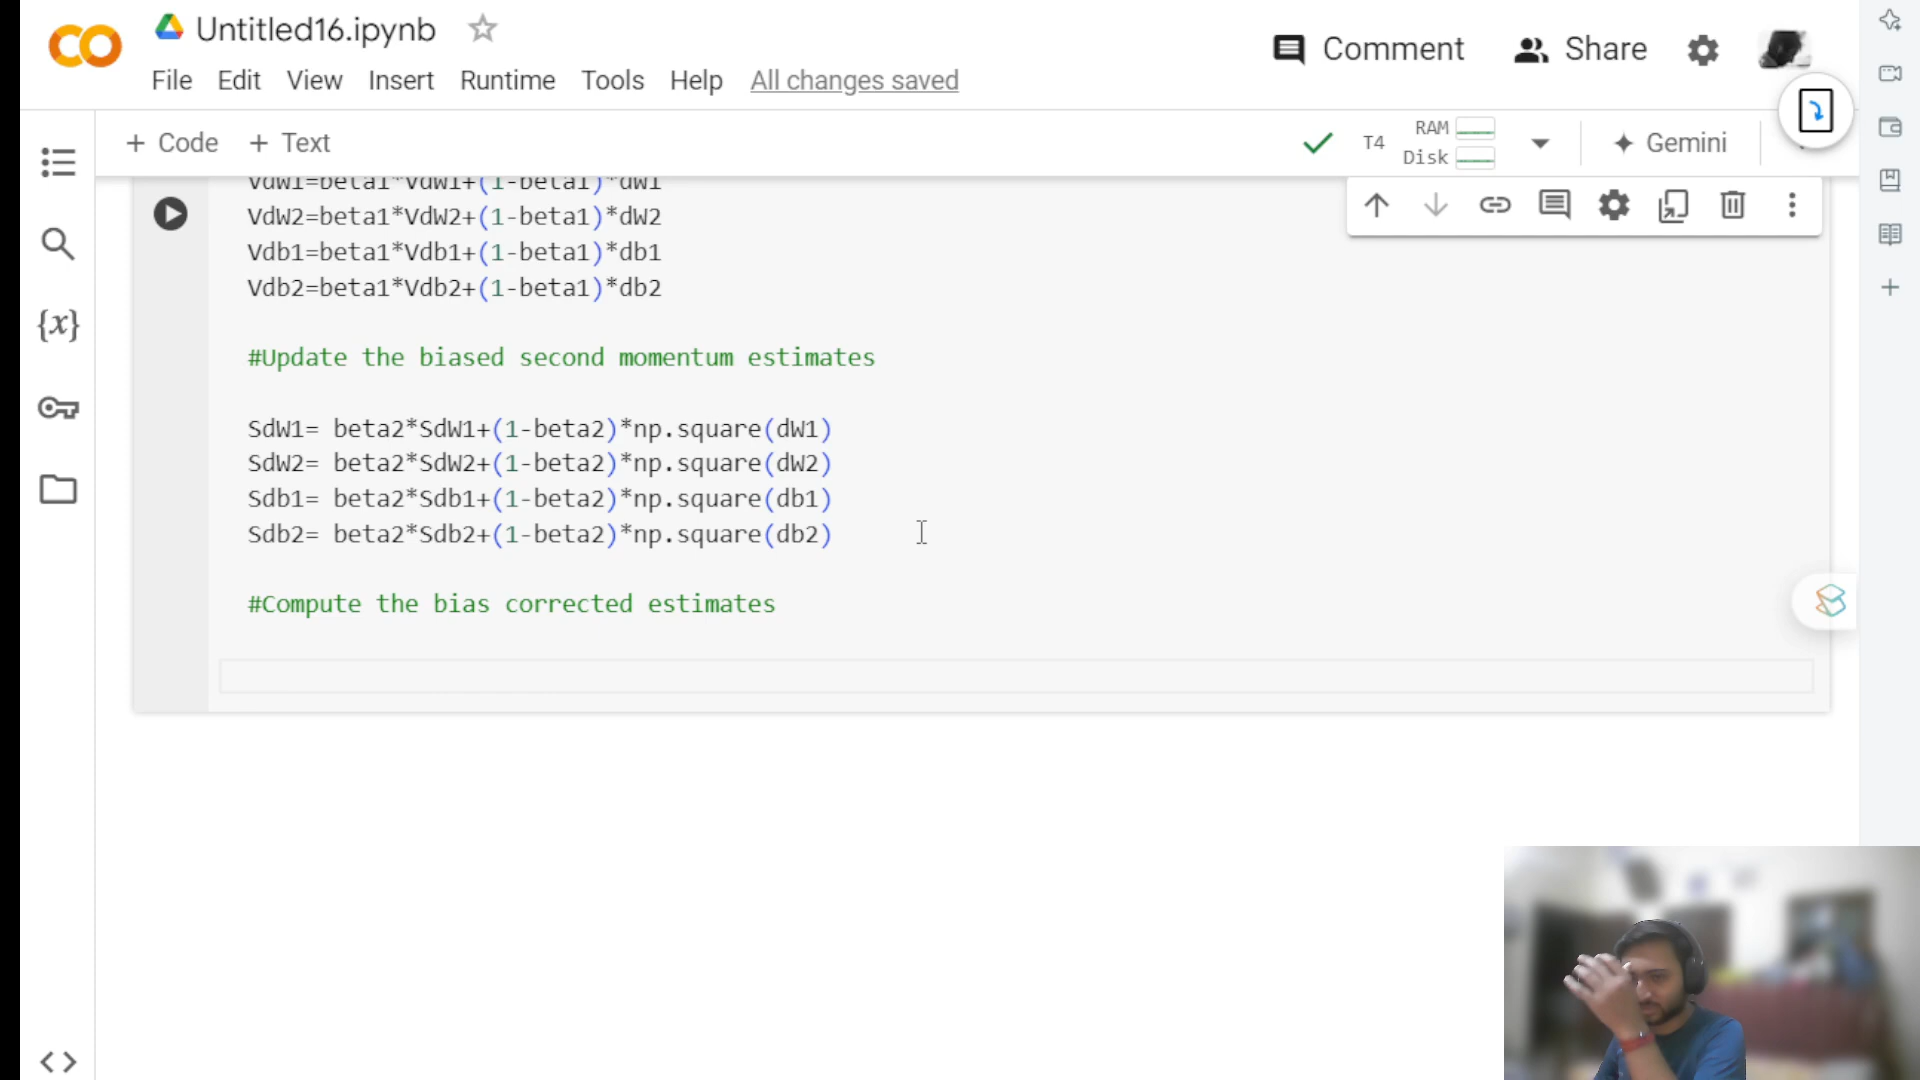 Untitled16.ipynb
Comment
Share
File Edit View Insert Runtime Tools Help All changes saved
+ Code + Text
T4
RAM
Disk
Gemini
VdW1=beta1*VdW1+(1-beta1)*dW1
VdW2=beta1*VdW2+(1-beta1)*dW2
Vdb1=beta1*Vdb1+(1-beta1)*db1
Vdb2=beta1*Vdb2+(1-beta1)*db2
#Update the biased second momentum estimates
SdW1= beta2*SdW1+(1-beta2)*np.square(dW1)
SdW2= beta2*SdW2+(1-beta2)*np.square(dW2)
Sdb1= beta2*Sdb1+(1-beta2)*np.square(db1)
Sdb2= beta2*Sdb2+(1-beta2)*np.square(db2)
#Compute the bias corrected estimates